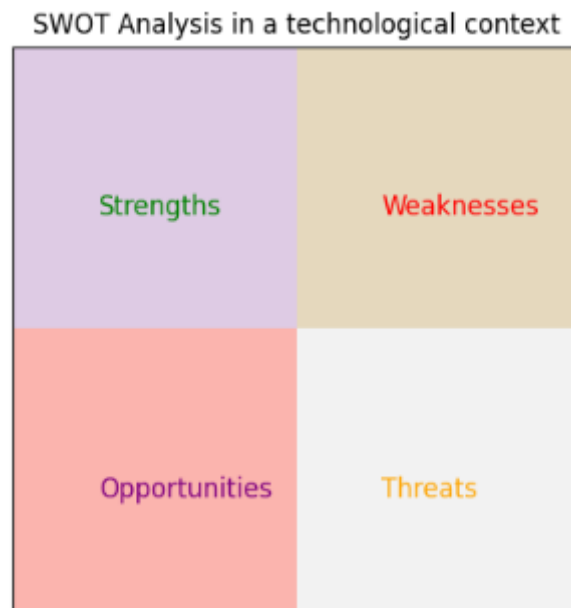 SWOT Analysis in a technological context
Strengths
Weaknesses
Opportunities
Threats